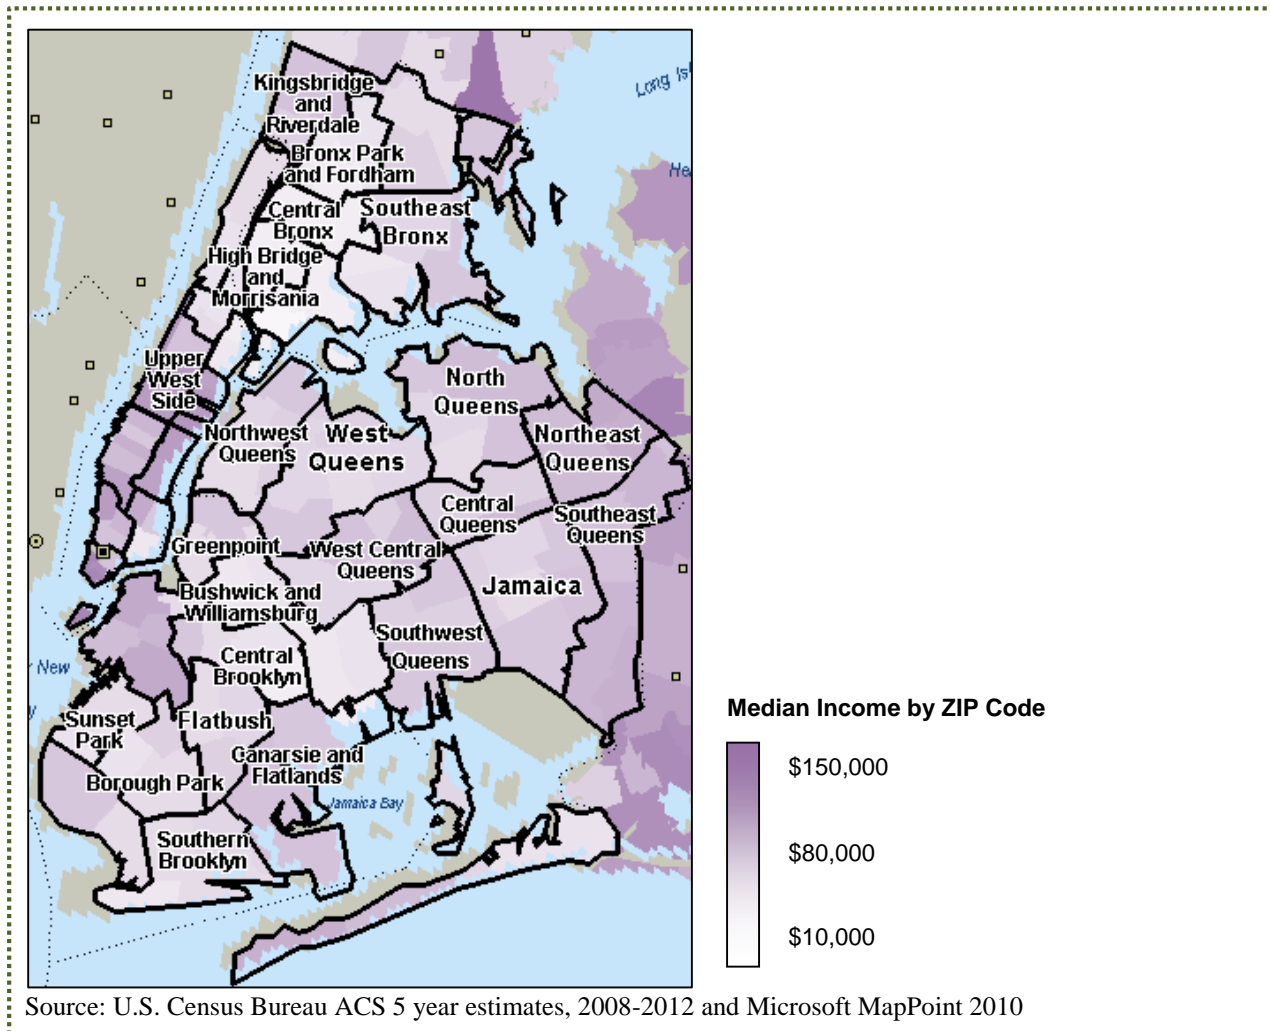 Long Is
Kingsbridge
and
Riverdale
Bronx Park
and Fordham
He
Central
Bronx
Southeast
Bronx
High Bridge
and
Morrisania
Upper
West
Side
North
Queens
Northwest
Queens
West
Queens
Northeast
Queens
Central
Queens
Southeast
Queens
Greenpoint
West Central
Queens
Jamaica
Bushwick and
Williamsburg
Southwest
Queens
Central
Brooklyn
New
y
Sunset
Park
Flatbush
Canarsie and
Flatlands
Borough Park
Jamaica Bay
Southern
Brooklyn
Median Income by ZIP Code
$150,000
$80,000
$10,000
Source: U.S. Census Bureau ACS 5 year estimates, 2008-2012 and Microsoft MapPoint 2010